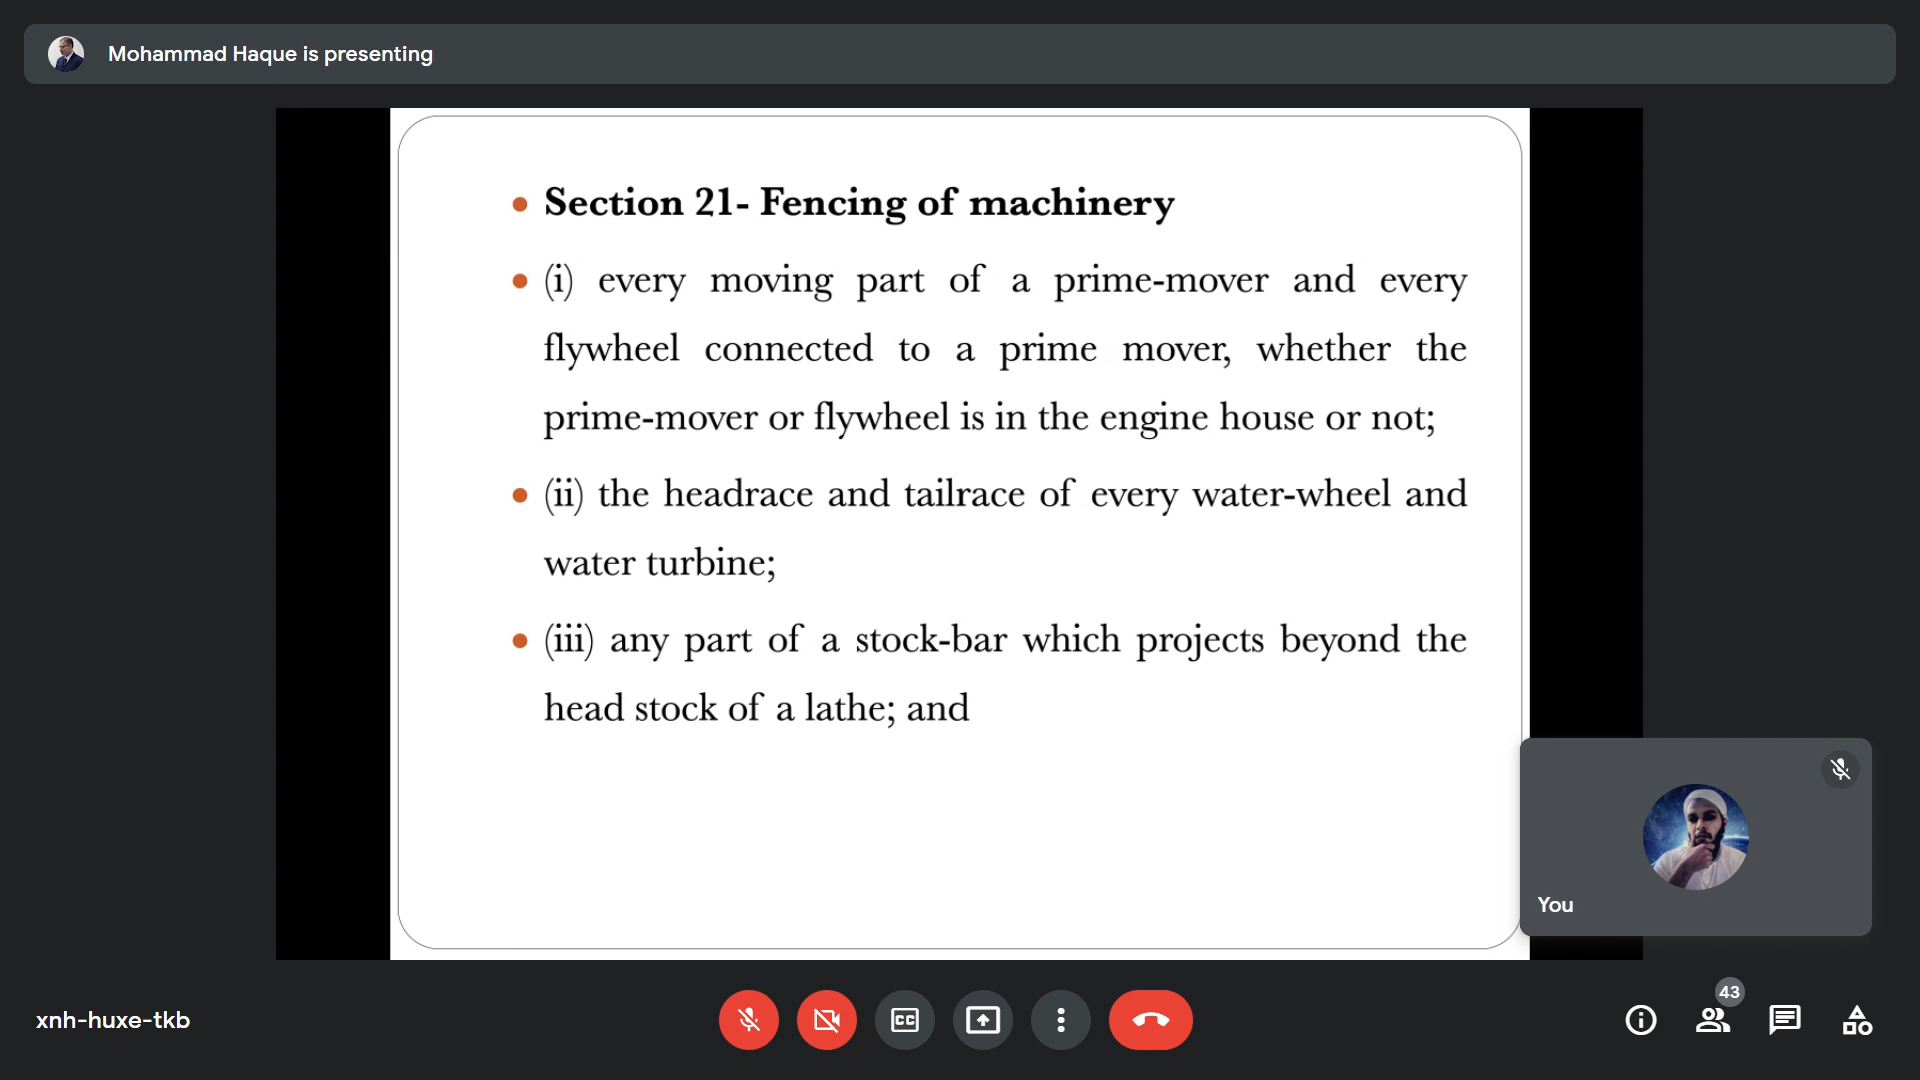 Mohammad Haque is presenting
• Section 21- Fencing of machinery
• (i) every moving part of a prime-mover and every
flywheel connected to a prime mover, whether the
prime-mover or flywheel is in the engine house or not;
• (ii) the headrace and tailrace of every water-wheel and
water turbine;
• (iii) any part of a stock-bar which projects beyond the
head stock of a lathe; and
You
xnh-huxe-tkb
CC
43